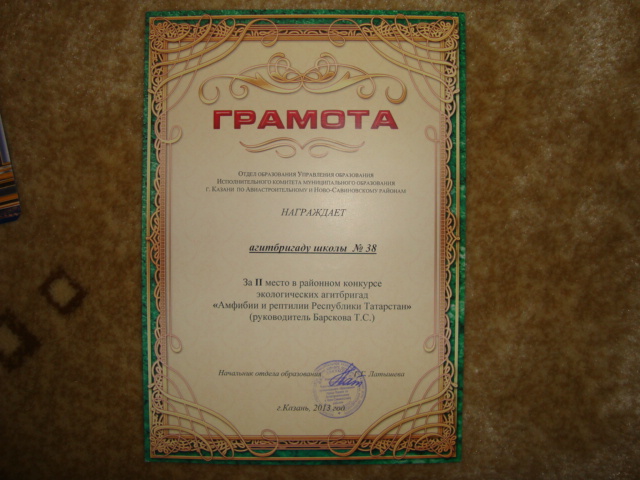 ГРАМОТА
Отдел образования Управления образования
Исполнительного комитета муниципального образования
г. Казани по Авиастроительному и Ново-Савиновскому районам
НАГРАЖДАЕТ
агитбригаду школы № 38
За II место в районном конкурсе
экологических агитбригад
«Амфибии и рептилии Республики Татарстан»
(руководитель Барскова Т.С.)
Начальник отдела образования
г.Казань, 2013 год